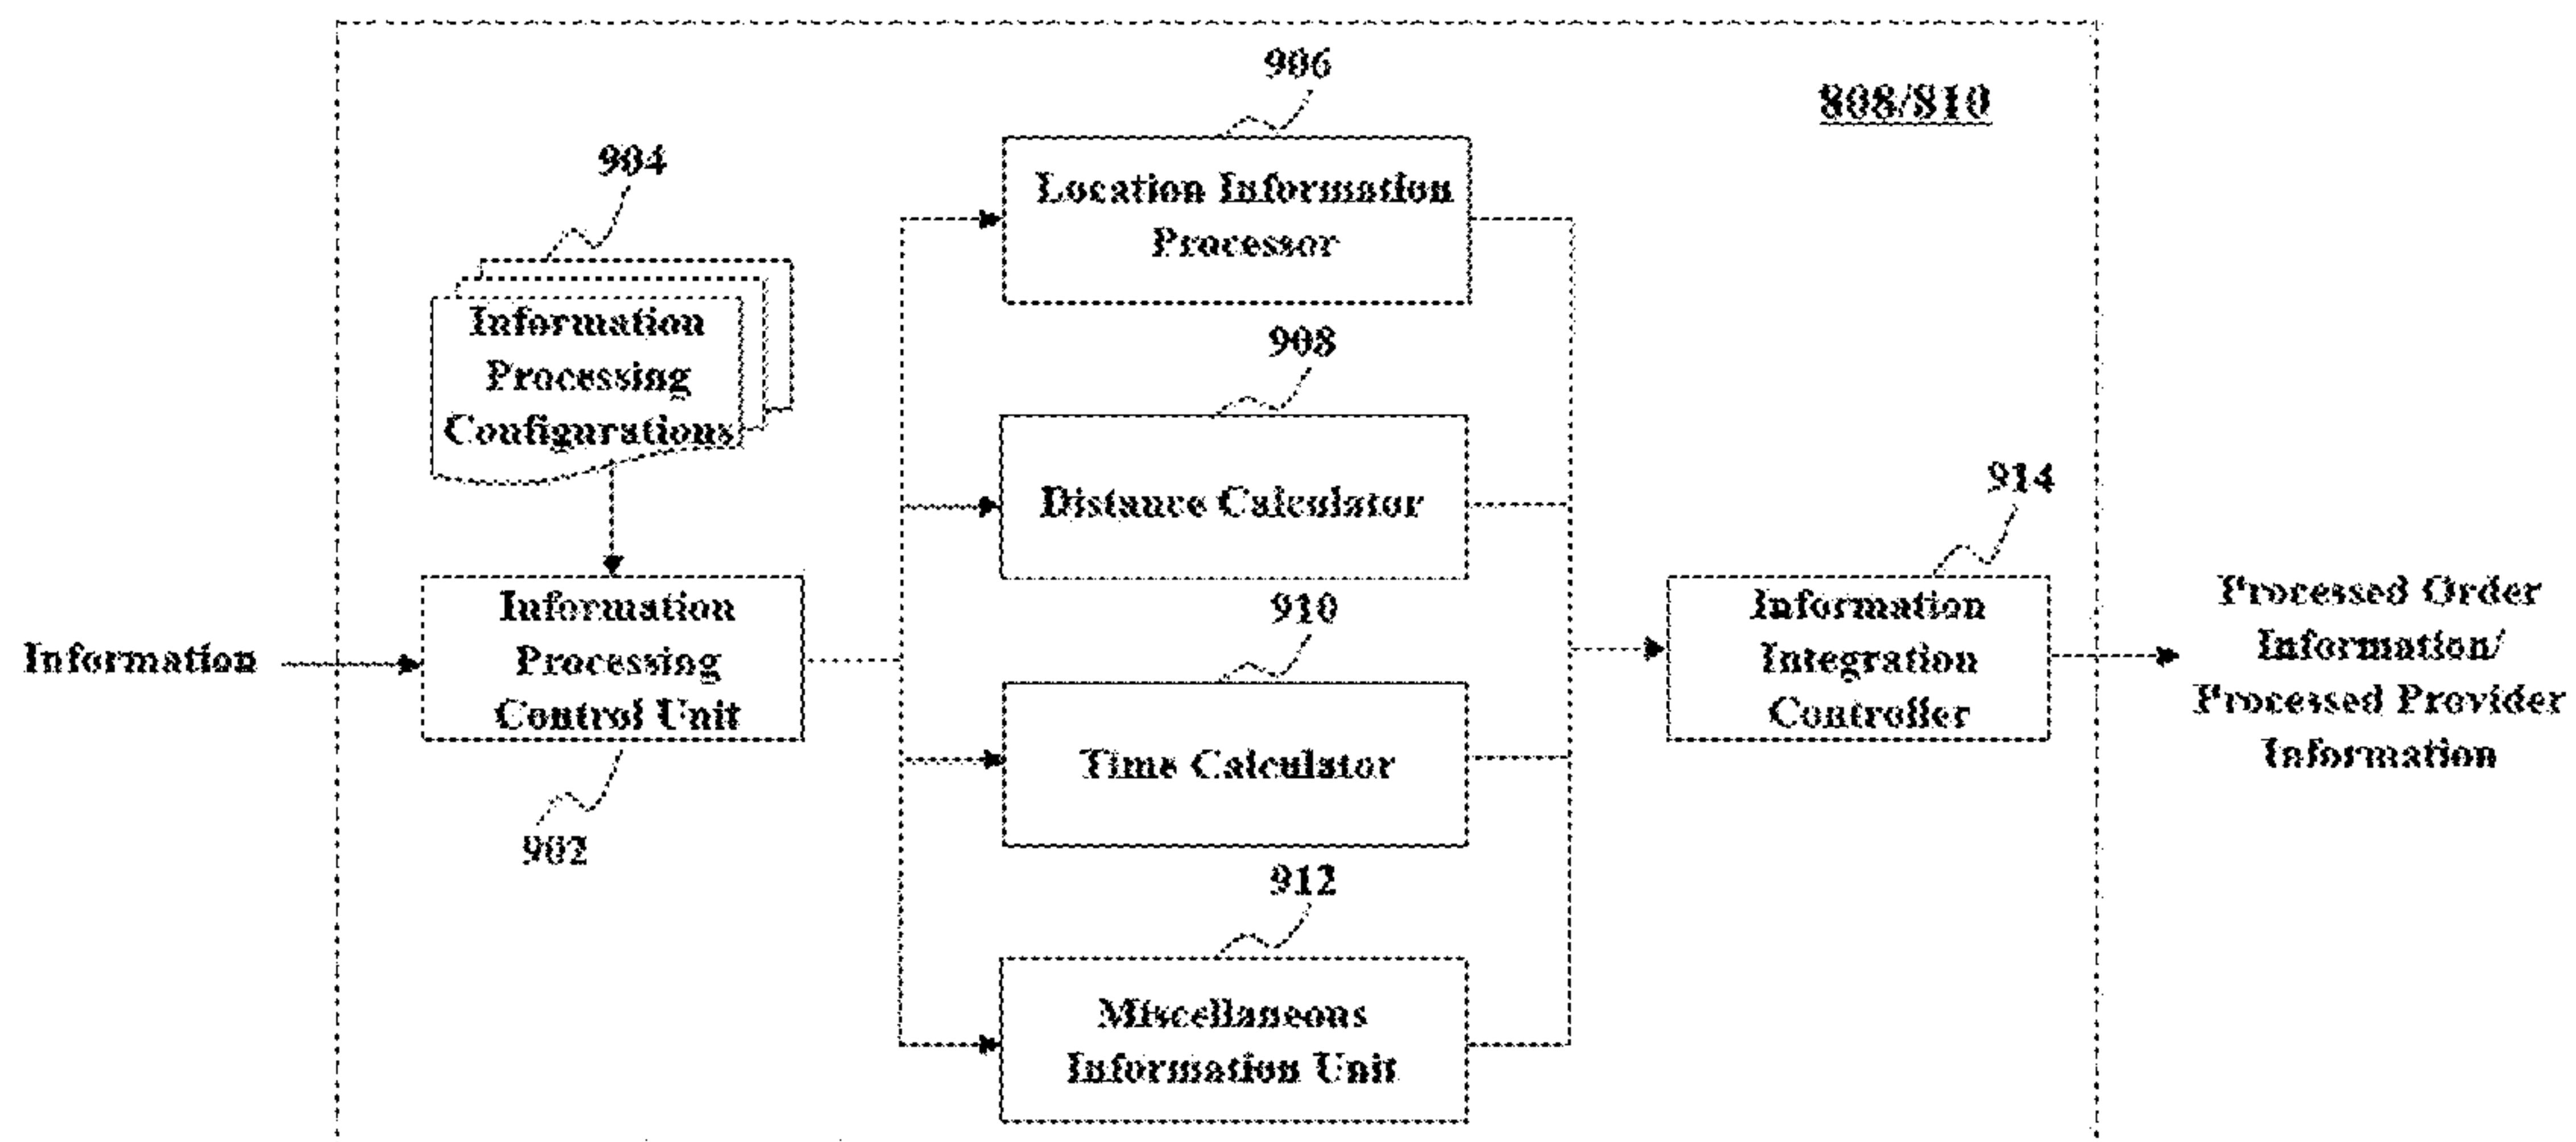 906
808/810
904
Location Information
Processor
Information
Processing
Configurations
908
Distance Calculator
914
Information
Processing
Control Unit
Information
910
Information
Integration
Controller
Processed Order
Information/
Processed Provider
Information
Time Calculator
902
912
Miscellaneous
Information Unit